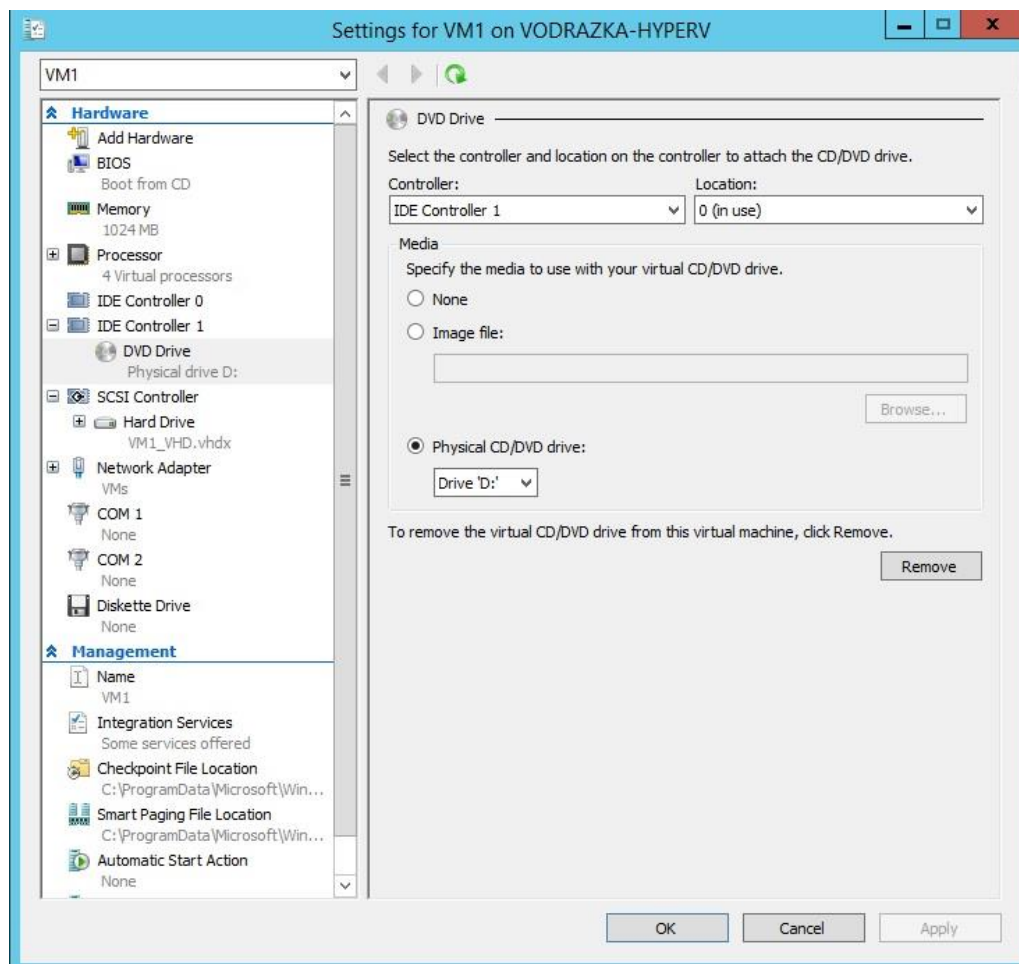 Settings for VM1 on VODRAZKA-HYPERV
VM1
Hardware
Add Hardware
BIOS
Boot from CD
Memory
1024 MB
Processor
4 Virtual processors
IDE Controller 0
IDE Controller 1
DVD Drive
Physical drive D:
SCSI Controller
Hard Drive
VM1_VHD.vhdx
Network Adapter
VMs
COM 1
None
COM 2
None
Diskette Drive
None
Management
Name
VM1
Integration Services
Some services offered
Checkpoint File Location
C:\ProgramData\Microsoft\Win...
Smart Paging File Location
C:\ProgramData\Microsoft\Win...
Automatic Start Action
None
DVD Drive
Select the controller and location on the controller to attach the CD/DVD drive.
Controller: Location:
IDE Controller 1 0 (in use)
Media
Specify the media to use with your virtual CD/DVD drive.
None
Image file:
Browse...
Physical CD/DVD drive:
Drive 'D:'
To remove the virtual CD/DVD drive from this virtual machine, click Remove.
Remove
OK Cancel Apply